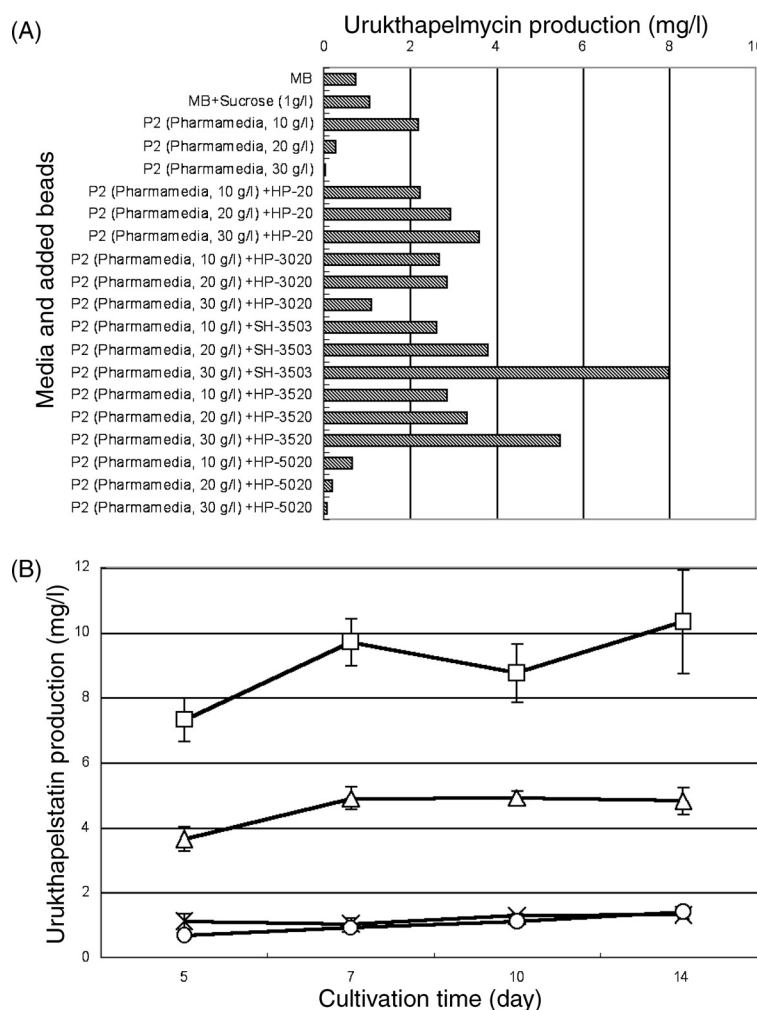 (A)
Urukthapelmycin production (mg/l)
0 2 4 6 8 10
Media and added beads
MB
MB+Sucrose (1g/l)
P2 (Pharmamedia, 10 g/l)
P2 (Pharmamedia, 20 g/l)
P2 (Pharmamedia, 30 g/l)
P2 (Pharmamedia, 10 g/l) +HP-20
P2 (Pharmamedia, 20 g/l) +HP-20
P2 (Pharmamedia, 30 g/l) +HP-20
P2 (Pharmamedia, 10 g/l) +HP-3020
P2 (Pharmamedia, 20 g/l) +HP-3020
P2 (Pharmamedia, 30 g/l) +HP-3020
P2 (Pharmamedia, 10 g/l) +SH-3503
P2 (Pharmamedia, 20 g/l) +SH-3503
P2 (Pharmamedia, 30 g/l) +SH-3503
P2 (Pharmamedia, 10 g/l) +HP-3520
P2 (Pharmamedia, 20 g/l) +HP-3520
P2 (Pharmamedia, 30 g/l) +HP-3520
P2 (Pharmamedia, 10 g/l) +HP-5020
P2 (Pharmamedia, 20 g/l) +HP-5020
P2 (Pharmamedia, 30 g/l) +HP-5020
(B)
Urukthapelstatin production (mg/l)
12
10
8
6
4
2
0
5 7 10 14
Cultivation time (day)